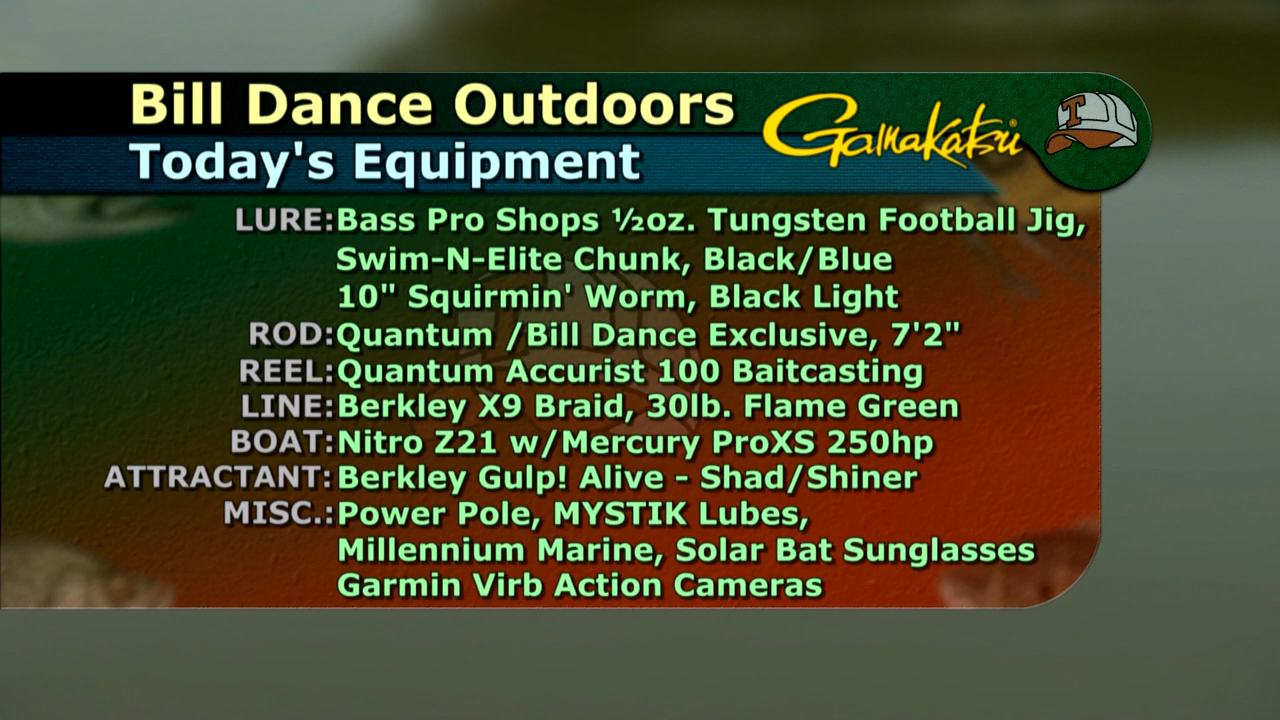 Bill Dance Outdoors
Today's Equipment
Gamakatsu®
T
LURE:Bass Pro Shops ½oz. Tungsten Football Jig,
Swim-N-Elite Chunk, Black/Blue
10" Squirmin' Worm, Black Light
ROD:Quantum /Bill Dance Exclusive, 7'2"
REEL:Quantum Accurist 100 Baitcasting
LINE:Berkley X9 Braid, 30lb. Flame Green
BOAT:Nitro Z21 w/Mercury ProXS 250hp
ATTRACTANT:Berkley Gulp! Alive - Shad/Shiner
MISC.:Power Pole, MYSTIK Lubes,
Millennium Marine, Solar Bat Sunglasses
Garmin Virb Action Cameras